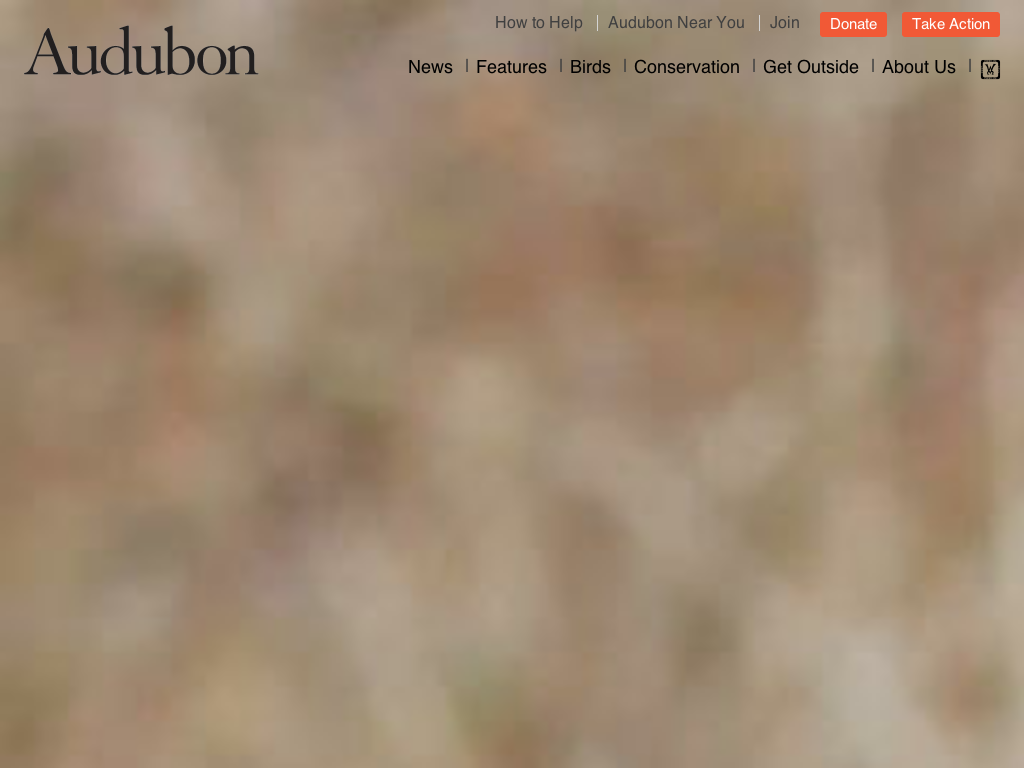 How to Help
Audubon Near You
Join
Donate
Take Action
Audubon
News
Features
Birds
Conservation
Get Outside
About Us